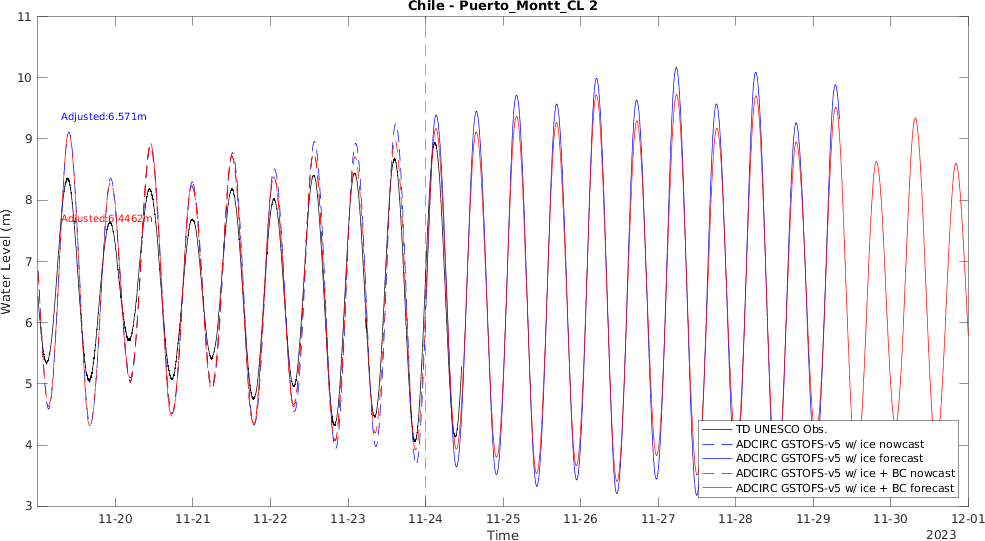 Chile - Puerto_Montt_CL 2
Water Level (m)
11
10
9
8
7
6
5
4
3
Adjusted:6.571m
Adjusted:6.4462m
TD UNESCO Obs.
ADCIRC GSTOFS-v5 w/ ice nowcast
ADCIRC GSTOFS-v5 w/ ice forecast
ADCIRC GSTOFS-v5 w/ ice + BC nowcast
ADCIRC GSTOFS-v5 w/ ice + BC forecast
11-20
11-21
11-22
11-23
11-24
11-25
11-26
11-27
11-28
11-29
11-30
12-01
Time
2023